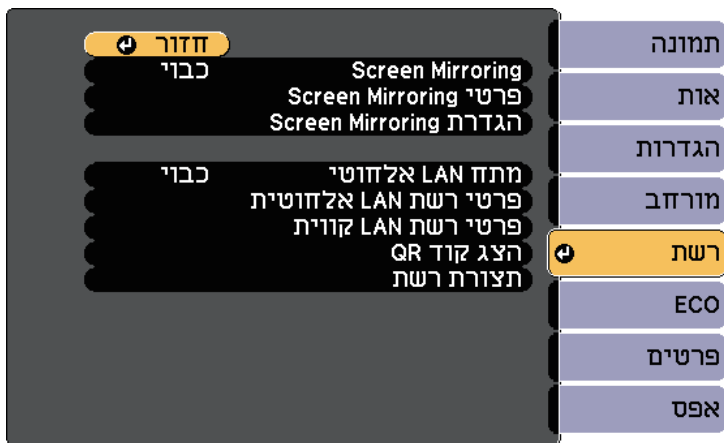 תמונה
אות
הגדרות
מורחב
רשת
ECO
פרטים
אפס
חזור
Screen Mirroring כבוי
פרטי Screen Mirroring
הגדרת Screen Mirroring
מתח LAN אלחוטי כבוי
פרטי רשת LAN אלחוטית
פרטי רשת LAN קווית
הצג קוד QR
תצורת רשת